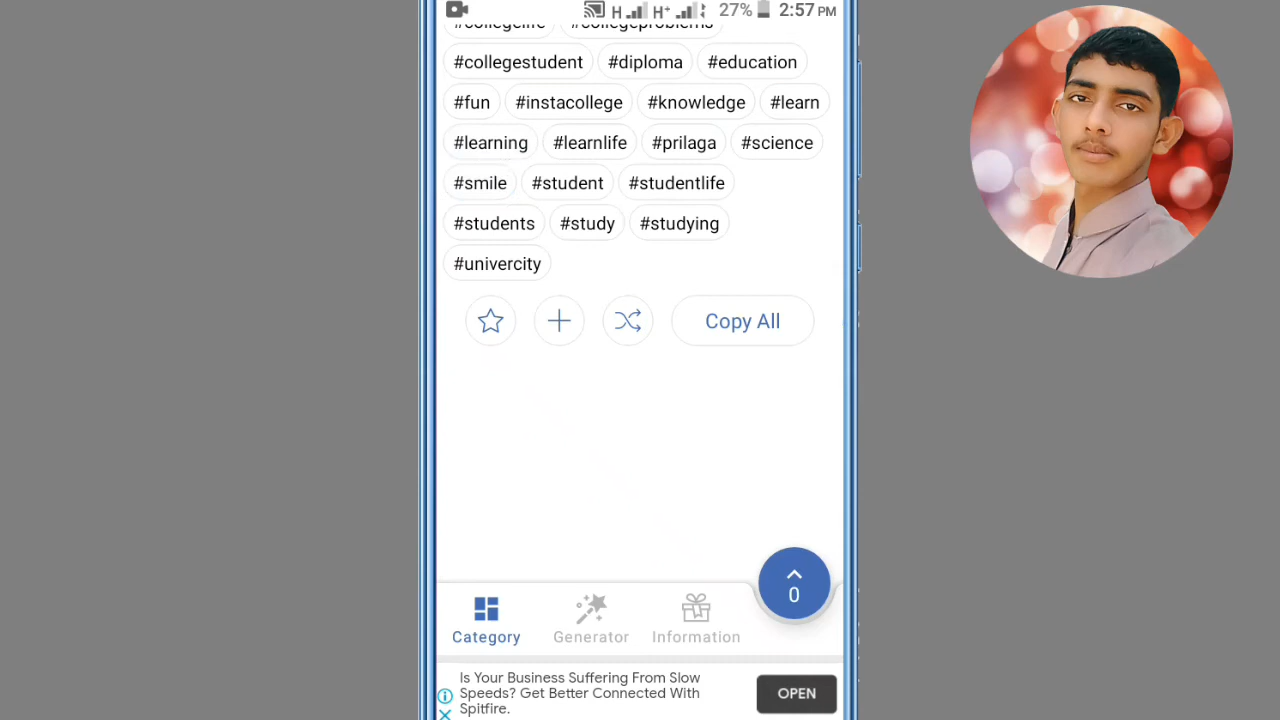 H H+ 27% 2:57 PM
#collegelife #collegeproblems
#collegestudent #diploma #education
#fun #instacollege #knowledge #learn
#learning #learnlife #prilaga #science
#smile #student #studentlife
#students #study #studying
#univercity
Copy All
0
Category Generator Information
Is Your Business Suffering From Slow
Speeds? Get Better Connected With
Spitfire.
OPEN